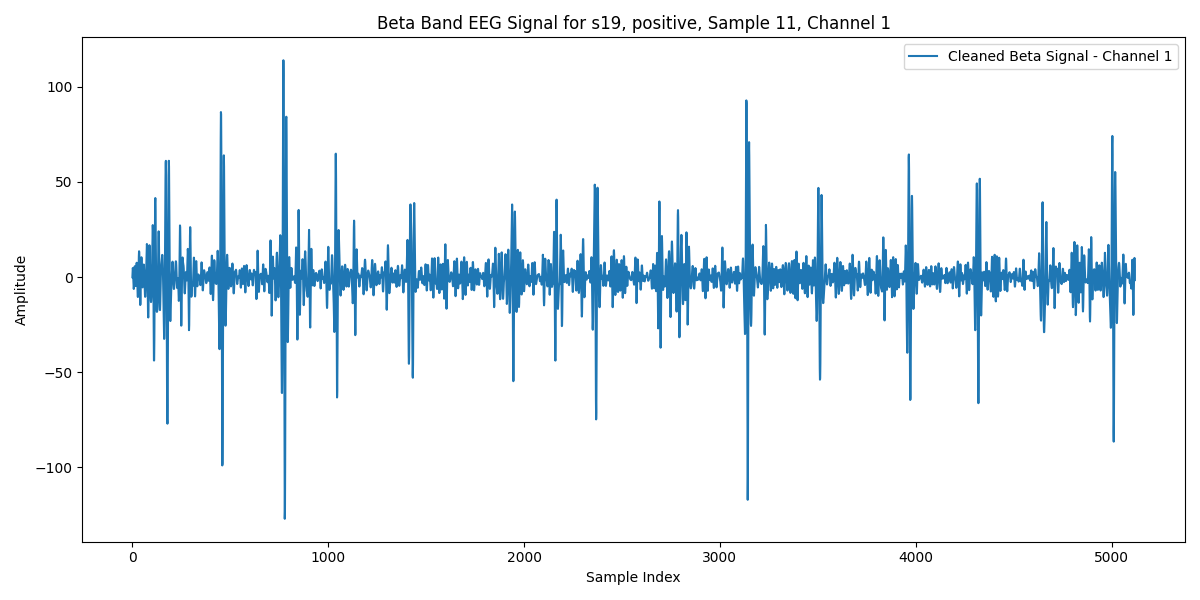 Beta Band EEG Signal for s19, positive, Sample 11, Channel 1
Cleaned Beta Signal - Channel 1
Amplitude
100
50
0
−50
−100
0 1000 2000 3000 4000 5000
Sample Index